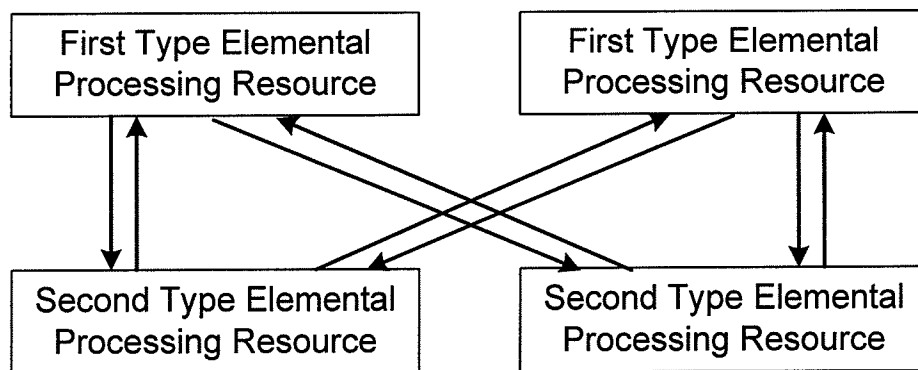 First Type Elemental
Processing Resource
First Type Elemental
Processing Resource
Second Type Elemental
Processing Resource
Second Type Elemental
Processing Resource